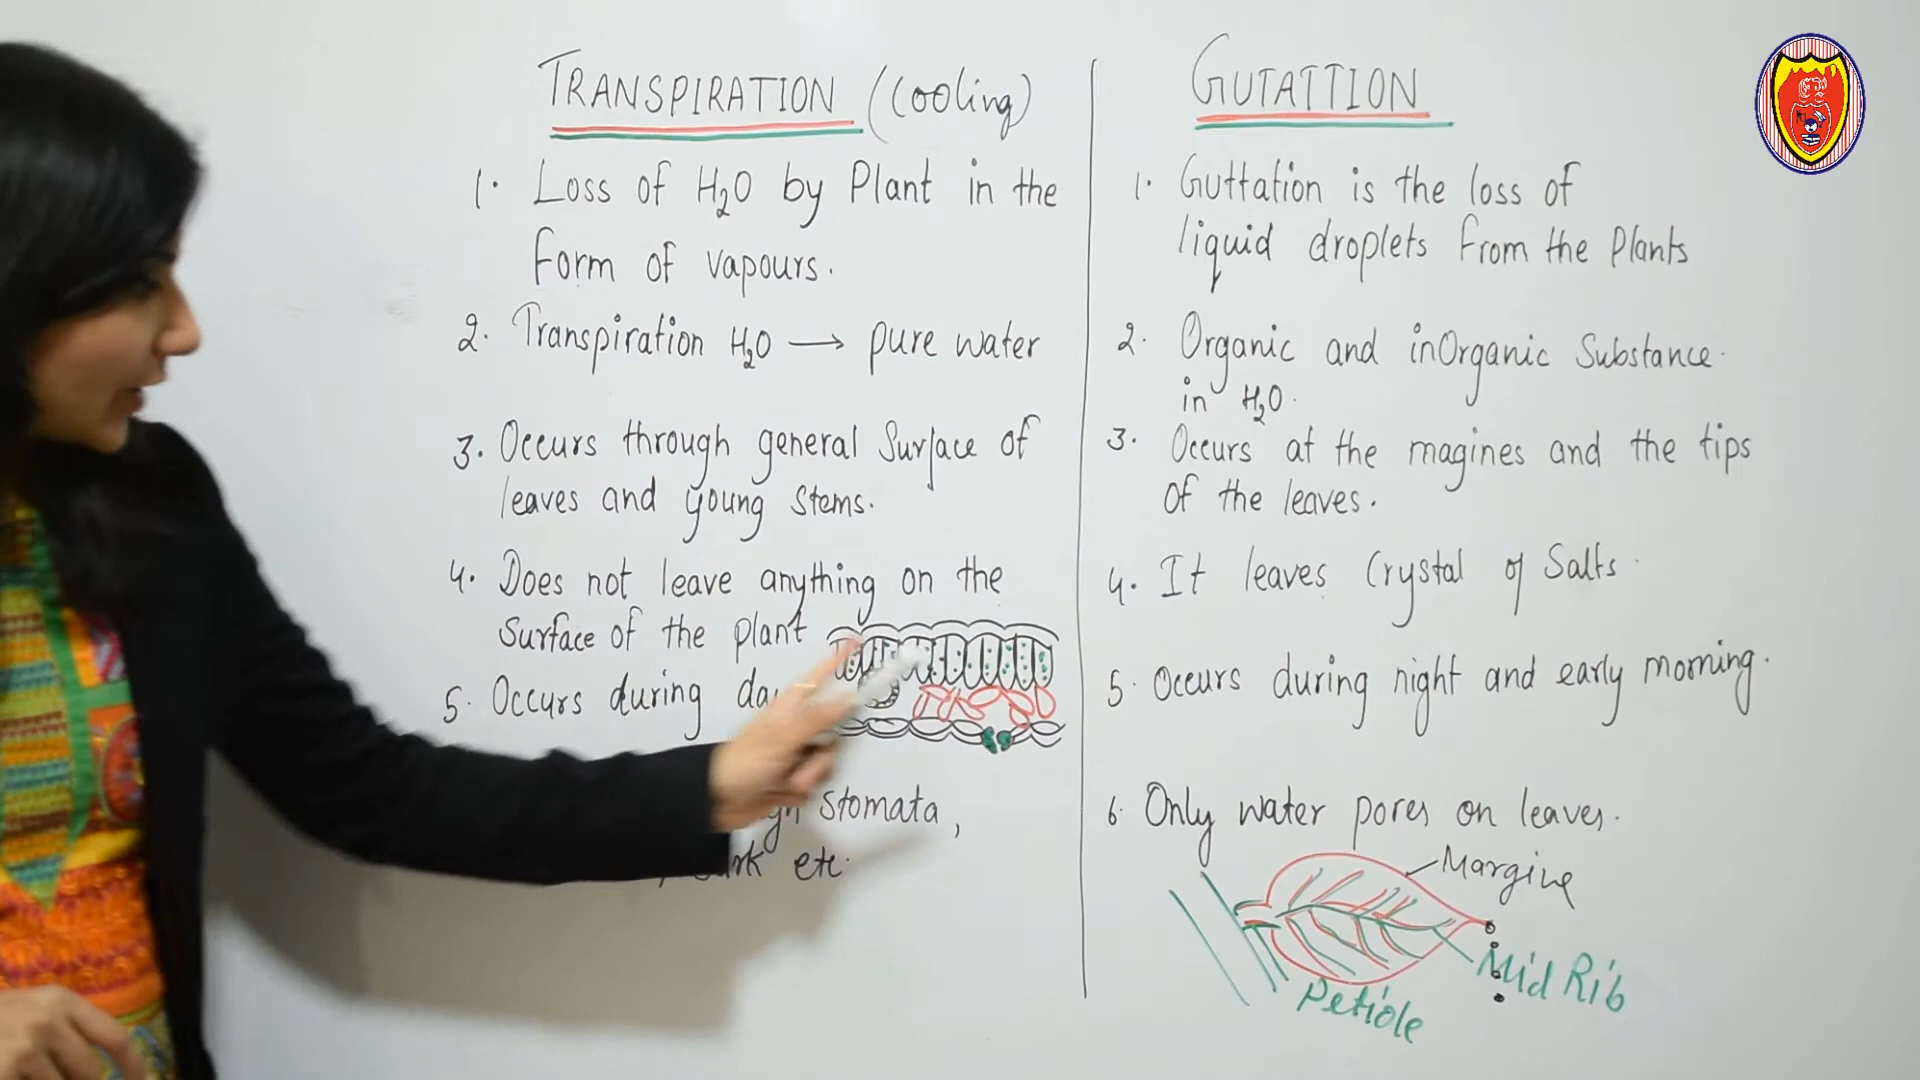 TRANSPIRATION (Cooling)
1. Loss of H2O by Plant in the
form of vapours.
2. Transpiration H2O → pure water
3. Occurs through general Surface of
leaves and young Stems.
4. Does not leave anything on the
Surface of the plant
5. Occurs during
Stomata,
etc.
GUTATTION
1. Guttation is the loss of
liquid droplets from the Plants
2. Organic and inOrganic Substance.
in H2O.
3. Occurs at the magines and the tips
of the leaves.
4. It leaves Crystal of Salts.
5. Occurs during night and early morning.
6. Only water pores on leaves.
Margine
Mid Rib
Petiole